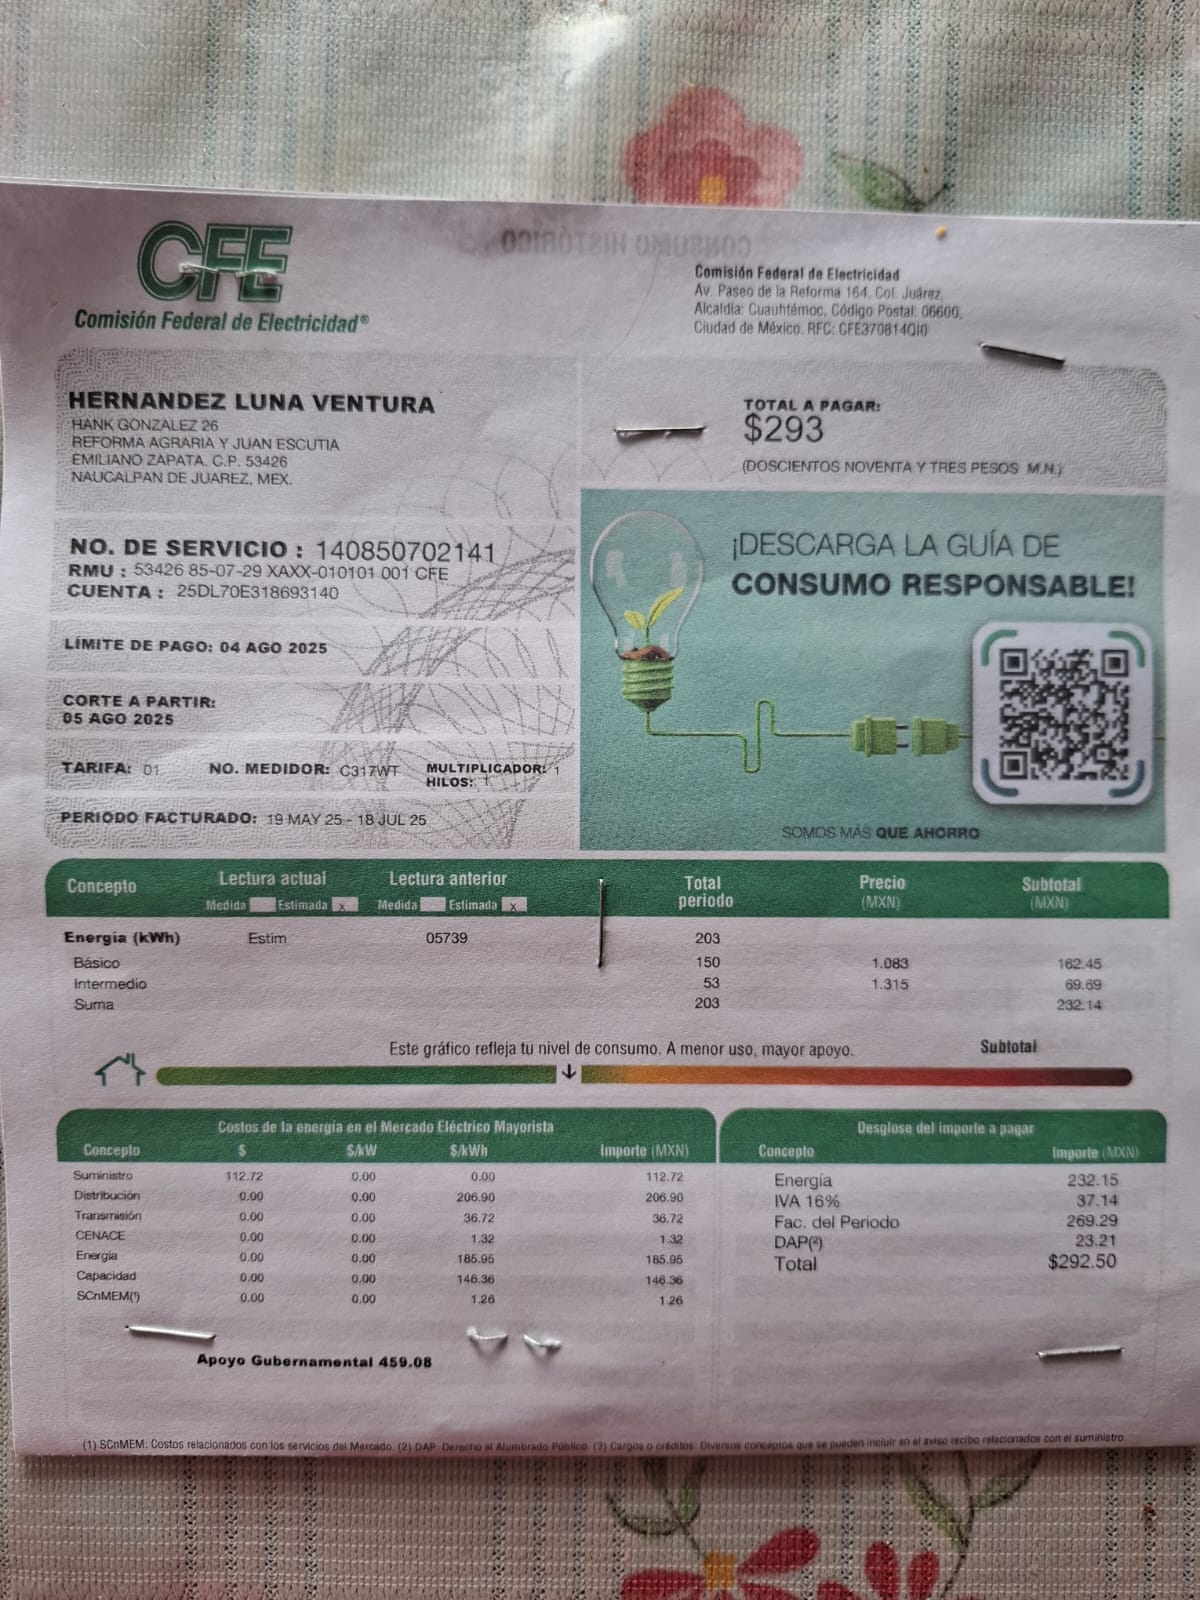 CONSUMO HISTÓRICO
CFE
Comisión Federal de Electricidad®
Comisión Federal de Electricidad
Av. Paseo de la Reforma 164, Col. Juárez,
Alcaldía: Cuauhtémoc, Código Postal: 06600,
Ciudad de México. RFC: CFE370814QI0
HERNANDEZ LUNA VENTURA
HANK GONZALEZ 26
REFORMA AGRARIA Y JUAN ESCUTIA
EMILIANO ZAPATA. C.P. 53426
NAUCALPAN DE JUAREZ, MEX.
TOTAL A PAGAR:
$293
(DOSCIENTOS NOVENTA Y TRES PESOS M.N.)
NO. DE SERVICIO : 140850702141
RMU : 53426 85-07-29 XAXX-010101 001 CFE
CUENTA : 25DL70E318693140
LÍMITE DE PAGO: 04 AGO 2025
CORTE A PARTIR:
05 AGO 2025
TARIFA: 01 NO. MEDIDOR: C317WT MULTIPLICADOR: 1
HILOS: 1
PERIODO FACTURADO: 19 MAY 25 - 18 JUL 25
¡DESCARGA LA GUÍA DE
CONSUMO RESPONSABLE!
SOMOS MÁS QUE AHORRO
Concepto Lectura actual Lectura anterior Total periodo Precio (MXN) Subtotal (MXN)
Medida Estimada x Medida Estimada x
Energía (kWh) Estim 05739 203
Básico 150 1.083 162.45
Intermedio 53 1.315 69.69
Suma 203 232.14
Este gráfico refleja tu nivel de consumo. A menor uso, mayor apoyo. Subtotal
Costos de la energía en el Mercado Eléctrico Mayorista
Concepto $ $/kW $/kWh Importe (MXN)
Suministro 112.72 0.00 0.00 112.72
Distribución 0.00 0.00 206.90 206.90
Transmisión 0.00 0.00 36.72 36.72
CENACE 0.00 0.00 1.32 1.32
Energía 0.00 0.00 185.95 185.95
Capacidad 0.00 0.00 146.36 146.36
SCnMEM(¹) 0.00 0.00 1.26 1.26
Apoyo Gubernamental 459.08
Desglose del importe a pagar
Concepto Importe (MXN)
Energía 232.15
IVA 16% 37.14
Fac. del Periodo 269.29
DAP(²) 23.21
Total $292.50
(1) SCnMEM: Costos relacionados con los servicios del Mercado. (2) DAP: Derecho al Alumbrado Público. (3) Cargos o créditos: Diversos conceptos que se pueden incluir en el aviso recibo relacionados con el suministro.